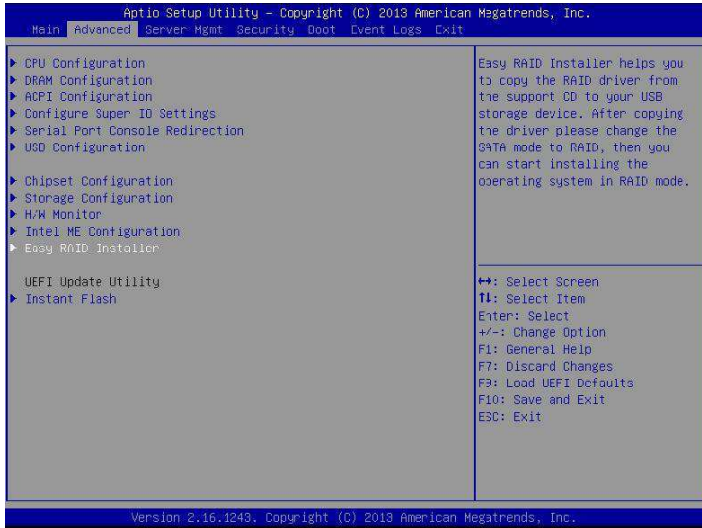 Aptio Setup Utility – Copyright (C) 2013 American Megatrends, Inc.
Main Advanced Server Mgmt Security Boot Event Logs Exit
CPU Configuration
DRAM Configuration
ACPI Configuration
Configure Super IO Settings
Serial Port Console Redirection
USB Configuration
Chipset Configuration
Storage Configuration
H/W Monitor
Intel ME Configuration
Easy RAID Installer
UEFI Update Utility
Instant Flash
Easy RAID Installer helps you
to copy the RAID driver from
the support CD to your USB
storage device. After copying
the driver please change the
SATA mode to RAID, then you
can start installing the
operating system in RAID mode.
↔: Select Screen
↑↓: Select Item
Enter: Select
+/-: Change Option
F1: General Help
F7: Discard Changes
F9: Load UEFI Defaults
F10: Save and Exit
ESC: Exit
Version 2.16.1243. Copyright (C) 2013 American Megatrends, Inc.